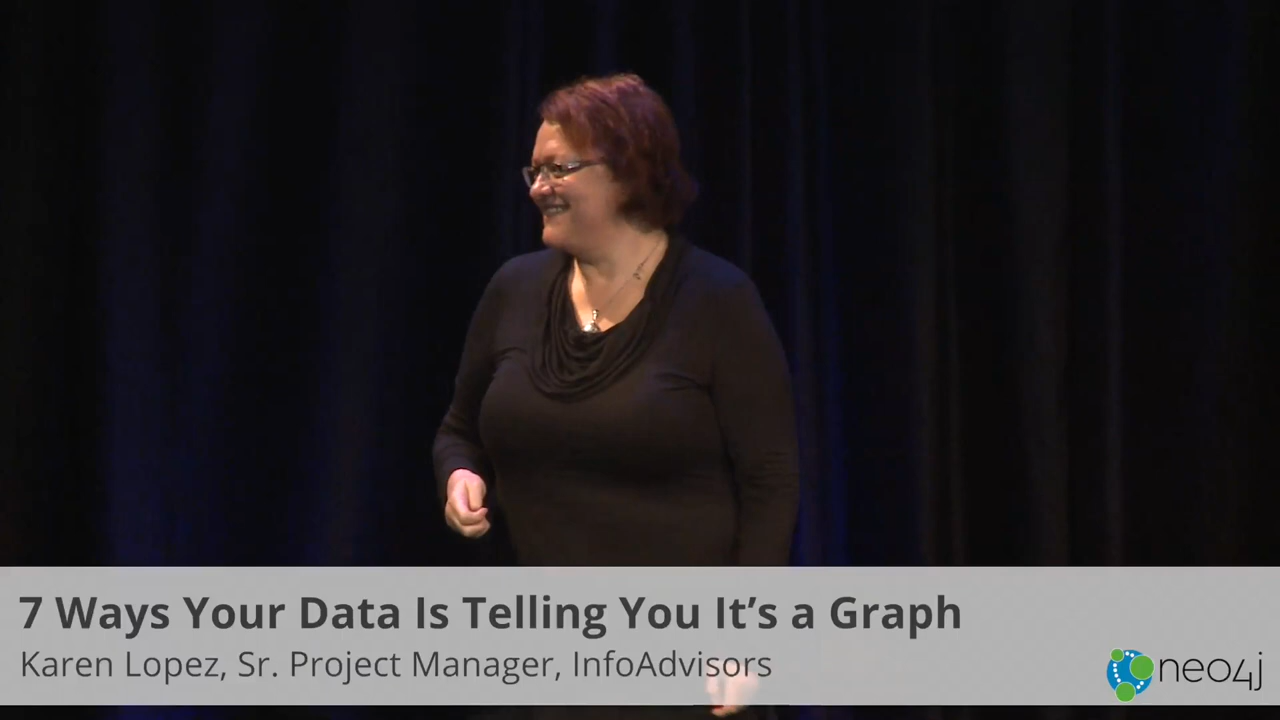 7 Ways Your Data Is Telling You It’s a Graph
Karen Lopez, Sr. Project Manager, InfoAdvisors
neo4j